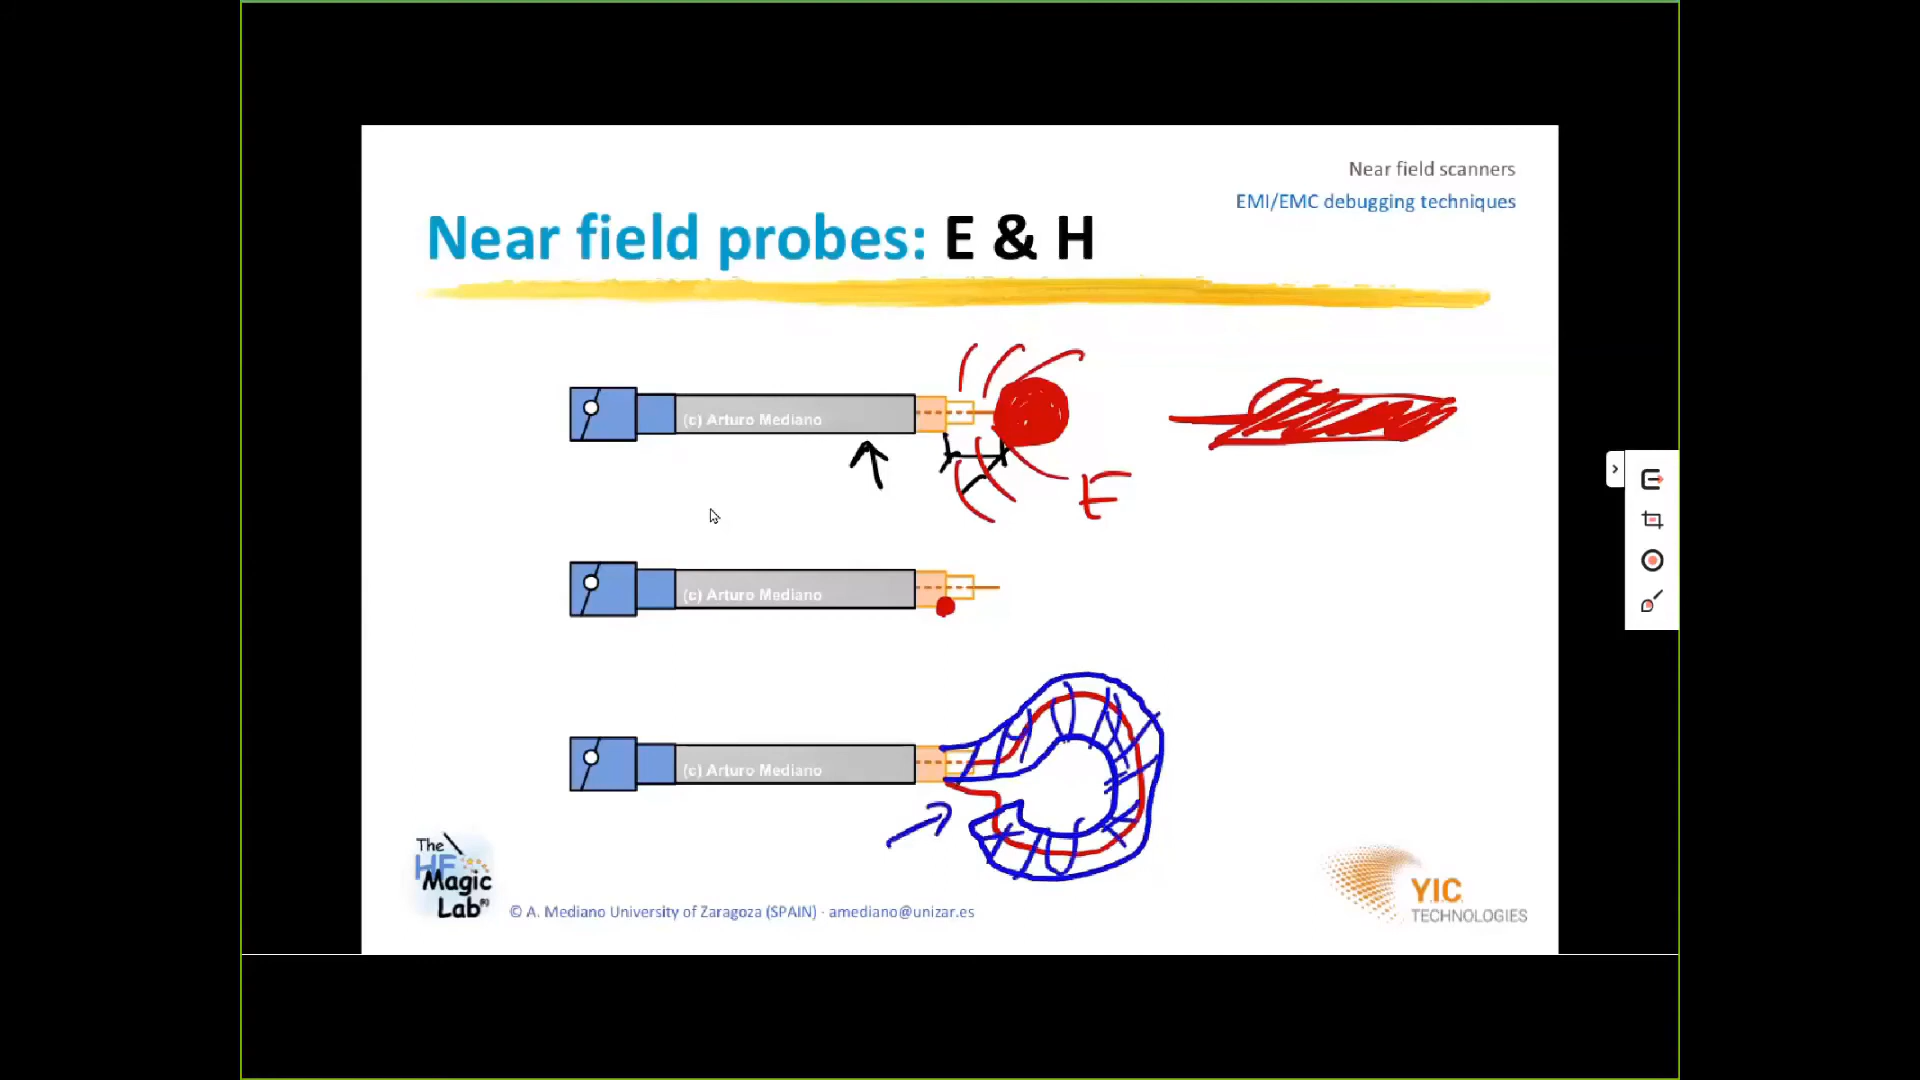 Near field scanners
EMI/EMC debugging techniques
Near field probes: E & H
(c) Arturo Mediano
E
(c) Arturo Mediano
(c) Arturo Mediano
The
HF
Magic
Lab
© A. Mediano University of Zaragoza (SPAIN) · amediano@unizar.es
Y.I.C
TECHNOLOGIES